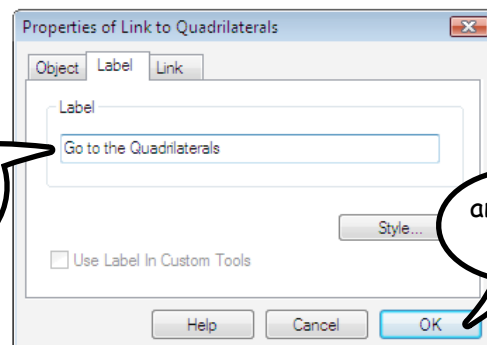 Properties of Link to Quadrilaterals
Object Label Link
Label
Go to the Quadrilaterals
Style...
Use Label In Custom Tools
Help Cancel OK